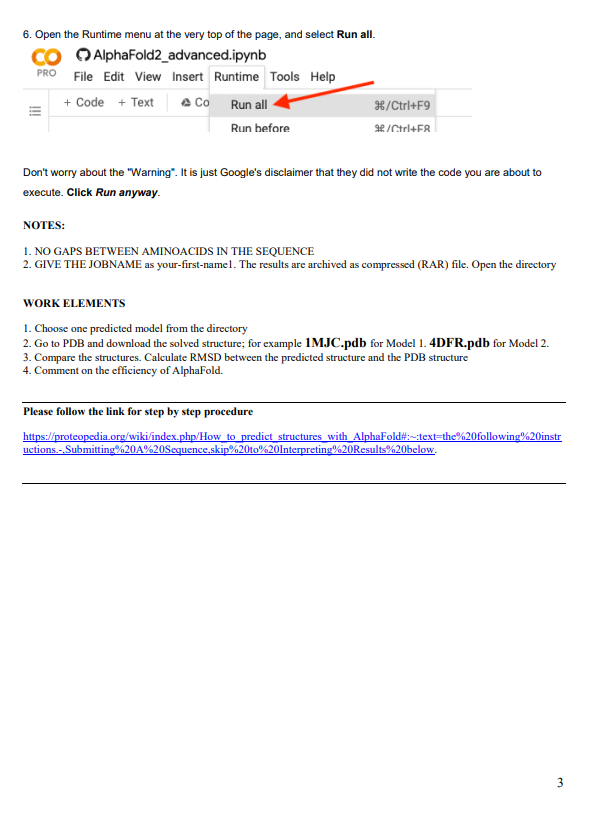 6. Open the Runtime menu at the very top of the page, and select Run all.
CO
PRO
AlphaFold2_advanced.ipynb
File Edit View Insert Runtime Tools Help
+ Code + Text Co
Run all ⌘/Ctrl+F9
Run before ⌘/Ctrl+F8
Don't worry about the "Warning". It is just Google's disclaimer that they did not write the code you are about to
execute. Click Run anyway.
NOTES:
1. NO GAPS BETWEEN AMINOACIDS IN THE SEQUENCE
2. GIVE THE JOBNAME as your-first-name1. The results are archived as compressed (RAR) file. Open the directory
WORK ELEMENTS
1. Choose one predicted model from the directory
2. Go to PDB and download the solved structure; for example 1MJC.pdb for Model 1. 4DFR.pdb for Model 2.
3. Compare the structures. Calculate RMSD between the predicted structure and the PDB structure
4. Comment on the efficiency of AlphaFold.
Please follow the link for step by step procedure
https://proteopedia.org/wiki/index.php/How_to_predict_structures_with_AlphaFold#:~:text=the%20following%20instr
uctions.-,Submitting%20A%20Sequence,skip%20to%20Interpreting%20Results%20below.
3